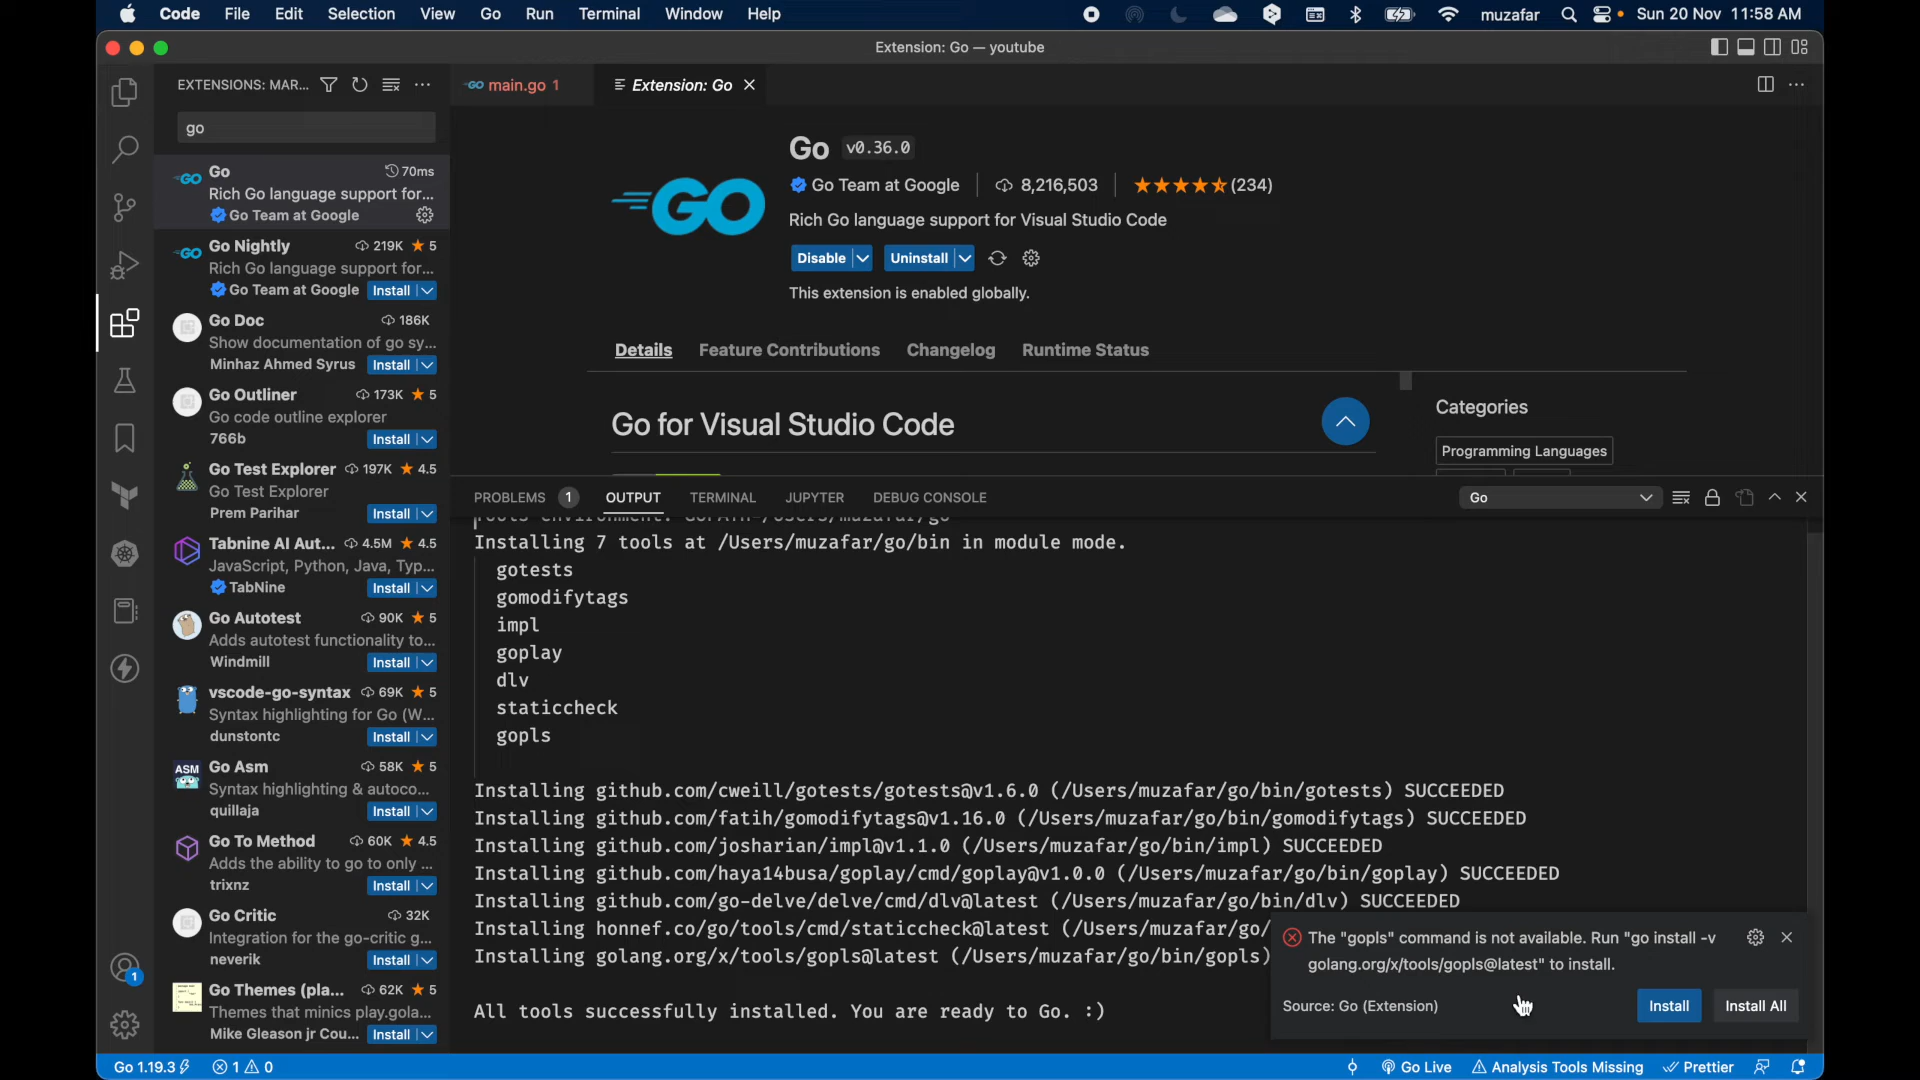 Code File Edit Selection View Go Run Terminal Window Help muzafar Sun 20 Nov 11:58 AM
Extension: Go — youtube
EXTENSIONS: MAR...
main.go 1
Extension: Go
go
Go 70ms
Rich Go language support for...
Go Team at Google
Go Nightly 219K 5
Rich Go language support for...
Go Team at Google Install
Go Doc 186K
Show documentation of go sy...
Minhaz Ahmed Syrus Install
Go Outliner 173K 5
Go code outline explorer
766b Install
Go Test Explorer 197K 4.5
Go Test Explorer
Prem Parihar Install
Tabnine AI Aut... 4.5M 4.5
JavaScript, Python, Java, Typ...
TabNine Install
Go Autotest 90K 5
Adds autotest functionality to...
Windmill Install
vscode-go-syntax 69K 5
Syntax highlighting for Go (W...
dunstontc Install
ASM
Go Asm 58K 5
Syntax highlighting & autoco...
quillaja Install
Go To Method 60K 4.5
Adds the ability to go to only ...
trixnz Install
Go Critic 32K
Integration for the go-critic g...
neverik Install
Go Themes (pla... 62K 5
Themes that minics play.gola...
Mike Gleason jr Cou... Install
1
GO
Go v0.36.0
Go Team at Google 8,216,503 (234)
Rich Go language support for Visual Studio Code
Disable Uninstall
This extension is enabled globally.
Details Feature Contributions Changelog Runtime Status
Go for Visual Studio Code
Categories
Programming Languages
PROBLEMS 1 OUTPUT TERMINAL JUPYTER DEBUG CONSOLE Go
Tools environment: GOPATH=/Users/muzafar/go
Installing 7 tools at /Users/muzafar/go/bin in module mode.
gotests
gomodifytags
impl
goplay
dlv
staticcheck
gopls
Installing github.com/cweill/gotests/gotests@v1.6.0 (/Users/muzafar/go/bin/gotests) SUCCEEDED
Installing github.com/fatih/gomodifytags@v1.16.0 (/Users/muzafar/go/bin/gomodifytags) SUCCEEDED
Installing github.com/josharian/impl@v1.1.0 (/Users/muzafar/go/bin/impl) SUCCEEDED
Installing github.com/haya14busa/goplay/cmd/goplay@v1.0.0 (/Users/muzafar/go/bin/goplay) SUCCEEDED
Installing github.com/go-delve/delve/cmd/dlv@latest (/Users/muzafar/go/bin/dlv) SUCCEEDED
Installing honnef.co/go/tools/cmd/staticcheck@latest (/Users/muzafar/go/
Installing golang.org/x/tools/gopls@latest (/Users/muzafar/go/bin/gopls)
All tools successfully installed. You are ready to Go. :)
The "gopls" command is not available. Run "go install -v
golang.org/x/tools/gopls@latest" to install.
Source: Go (Extension) Install Install All
Go 1.19.3 1 0 Go Live Analysis Tools Missing Prettier